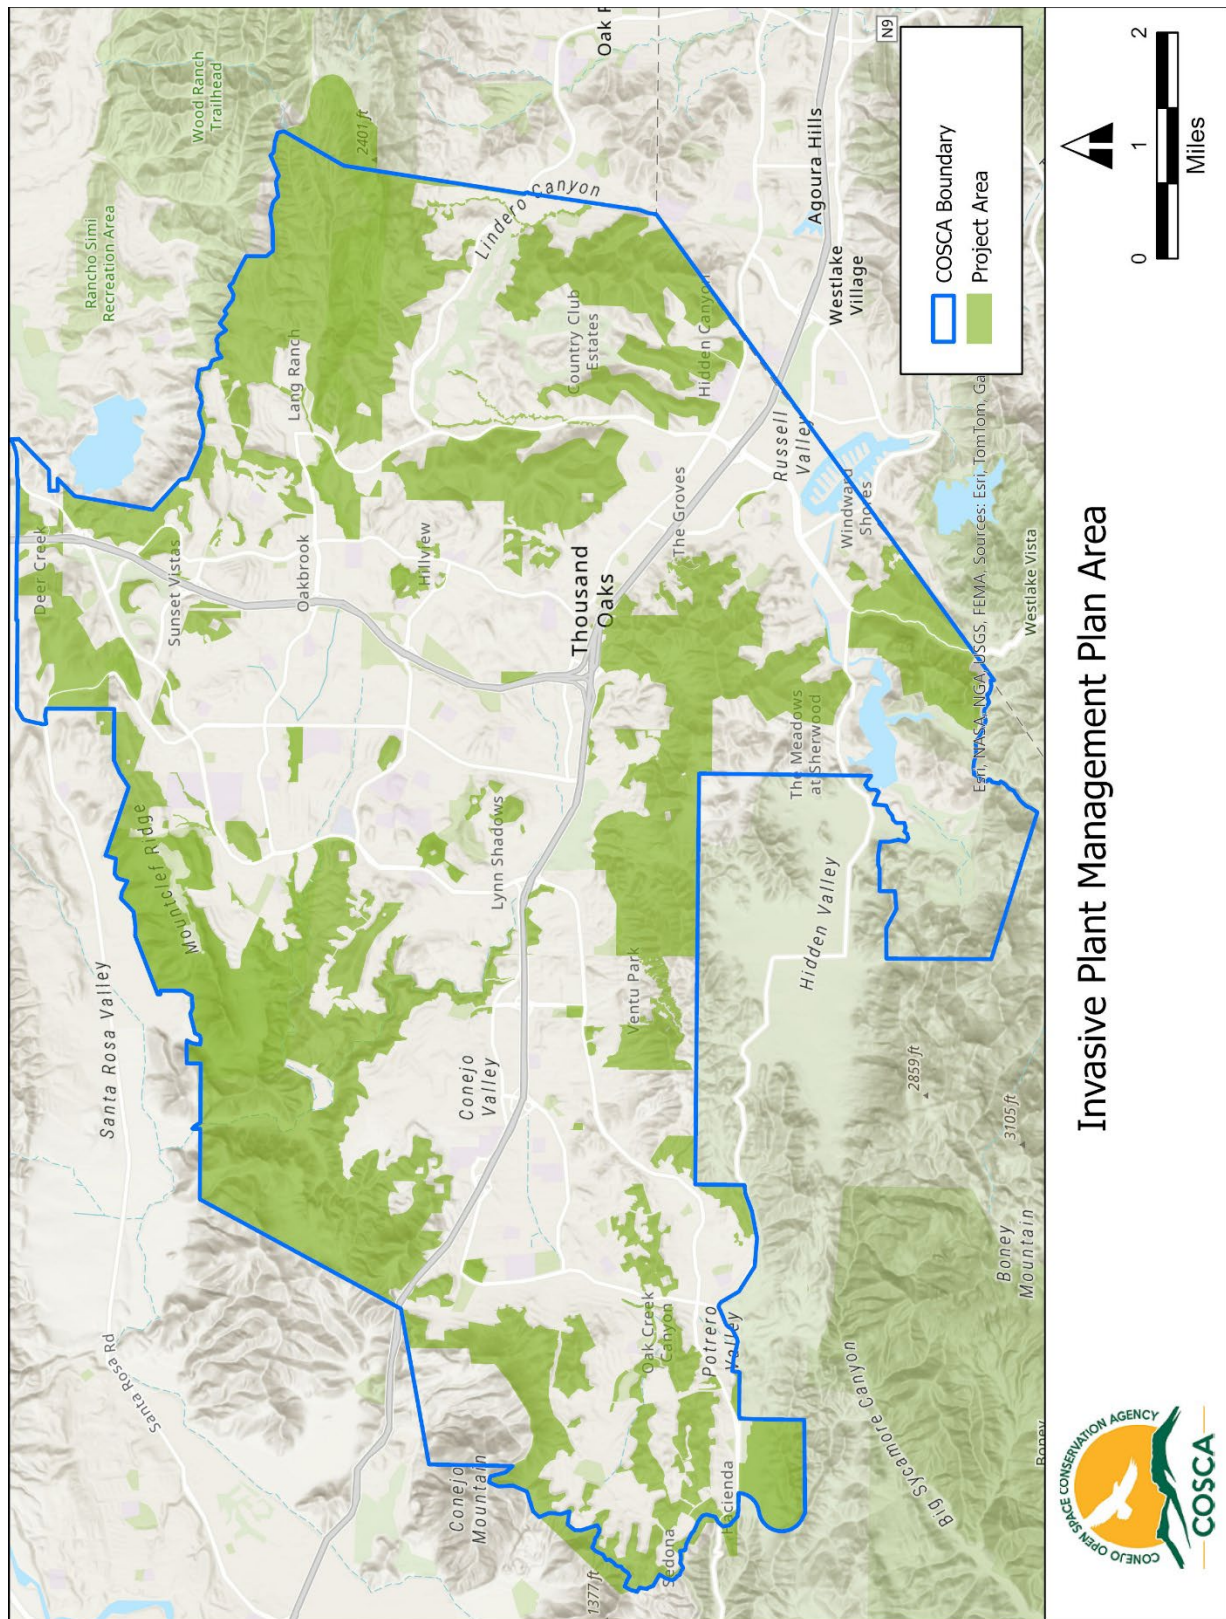 Wood Ranch
Trailhead
Rancho Simi
Recreation Area
Oak P
N9
2401 ft
Santa Rosa Valley
Santa Rosa Rd
Mountclef Ridge
Deer Creek
Sunset Vistas
Lang Ranch
Oakbrook
Hillview
Lindero Canyon
Country Club
Estates
Hidden Canyon
Agoura Hills
Westlake
Village
Russell
Valley
The Groves
Thousand
Oaks
Lynn Shadows
Conejo
Valley
Conejo
Mountain
1377 ft
Ventu Park
Windward
Shores
The Meadows
at Sherwood
Hidden Valley
Oak Creek
Canyon
Potrero
Valley
Hacienda
Sedona
Westlake Vista
2859 ft
3105 ft
Boney
Mountain
Big Sycamore Canyon
Boney
Esri, NASA, NGA, USGS, FEMA, Sources: Esri, TomTom, Ga
COSCA Boundary
Project Area
CONEJO OPEN SPACE CONSERVATION AGENCY
COSCA
Invasive Plant Management Plan Area
0 1 2
Miles